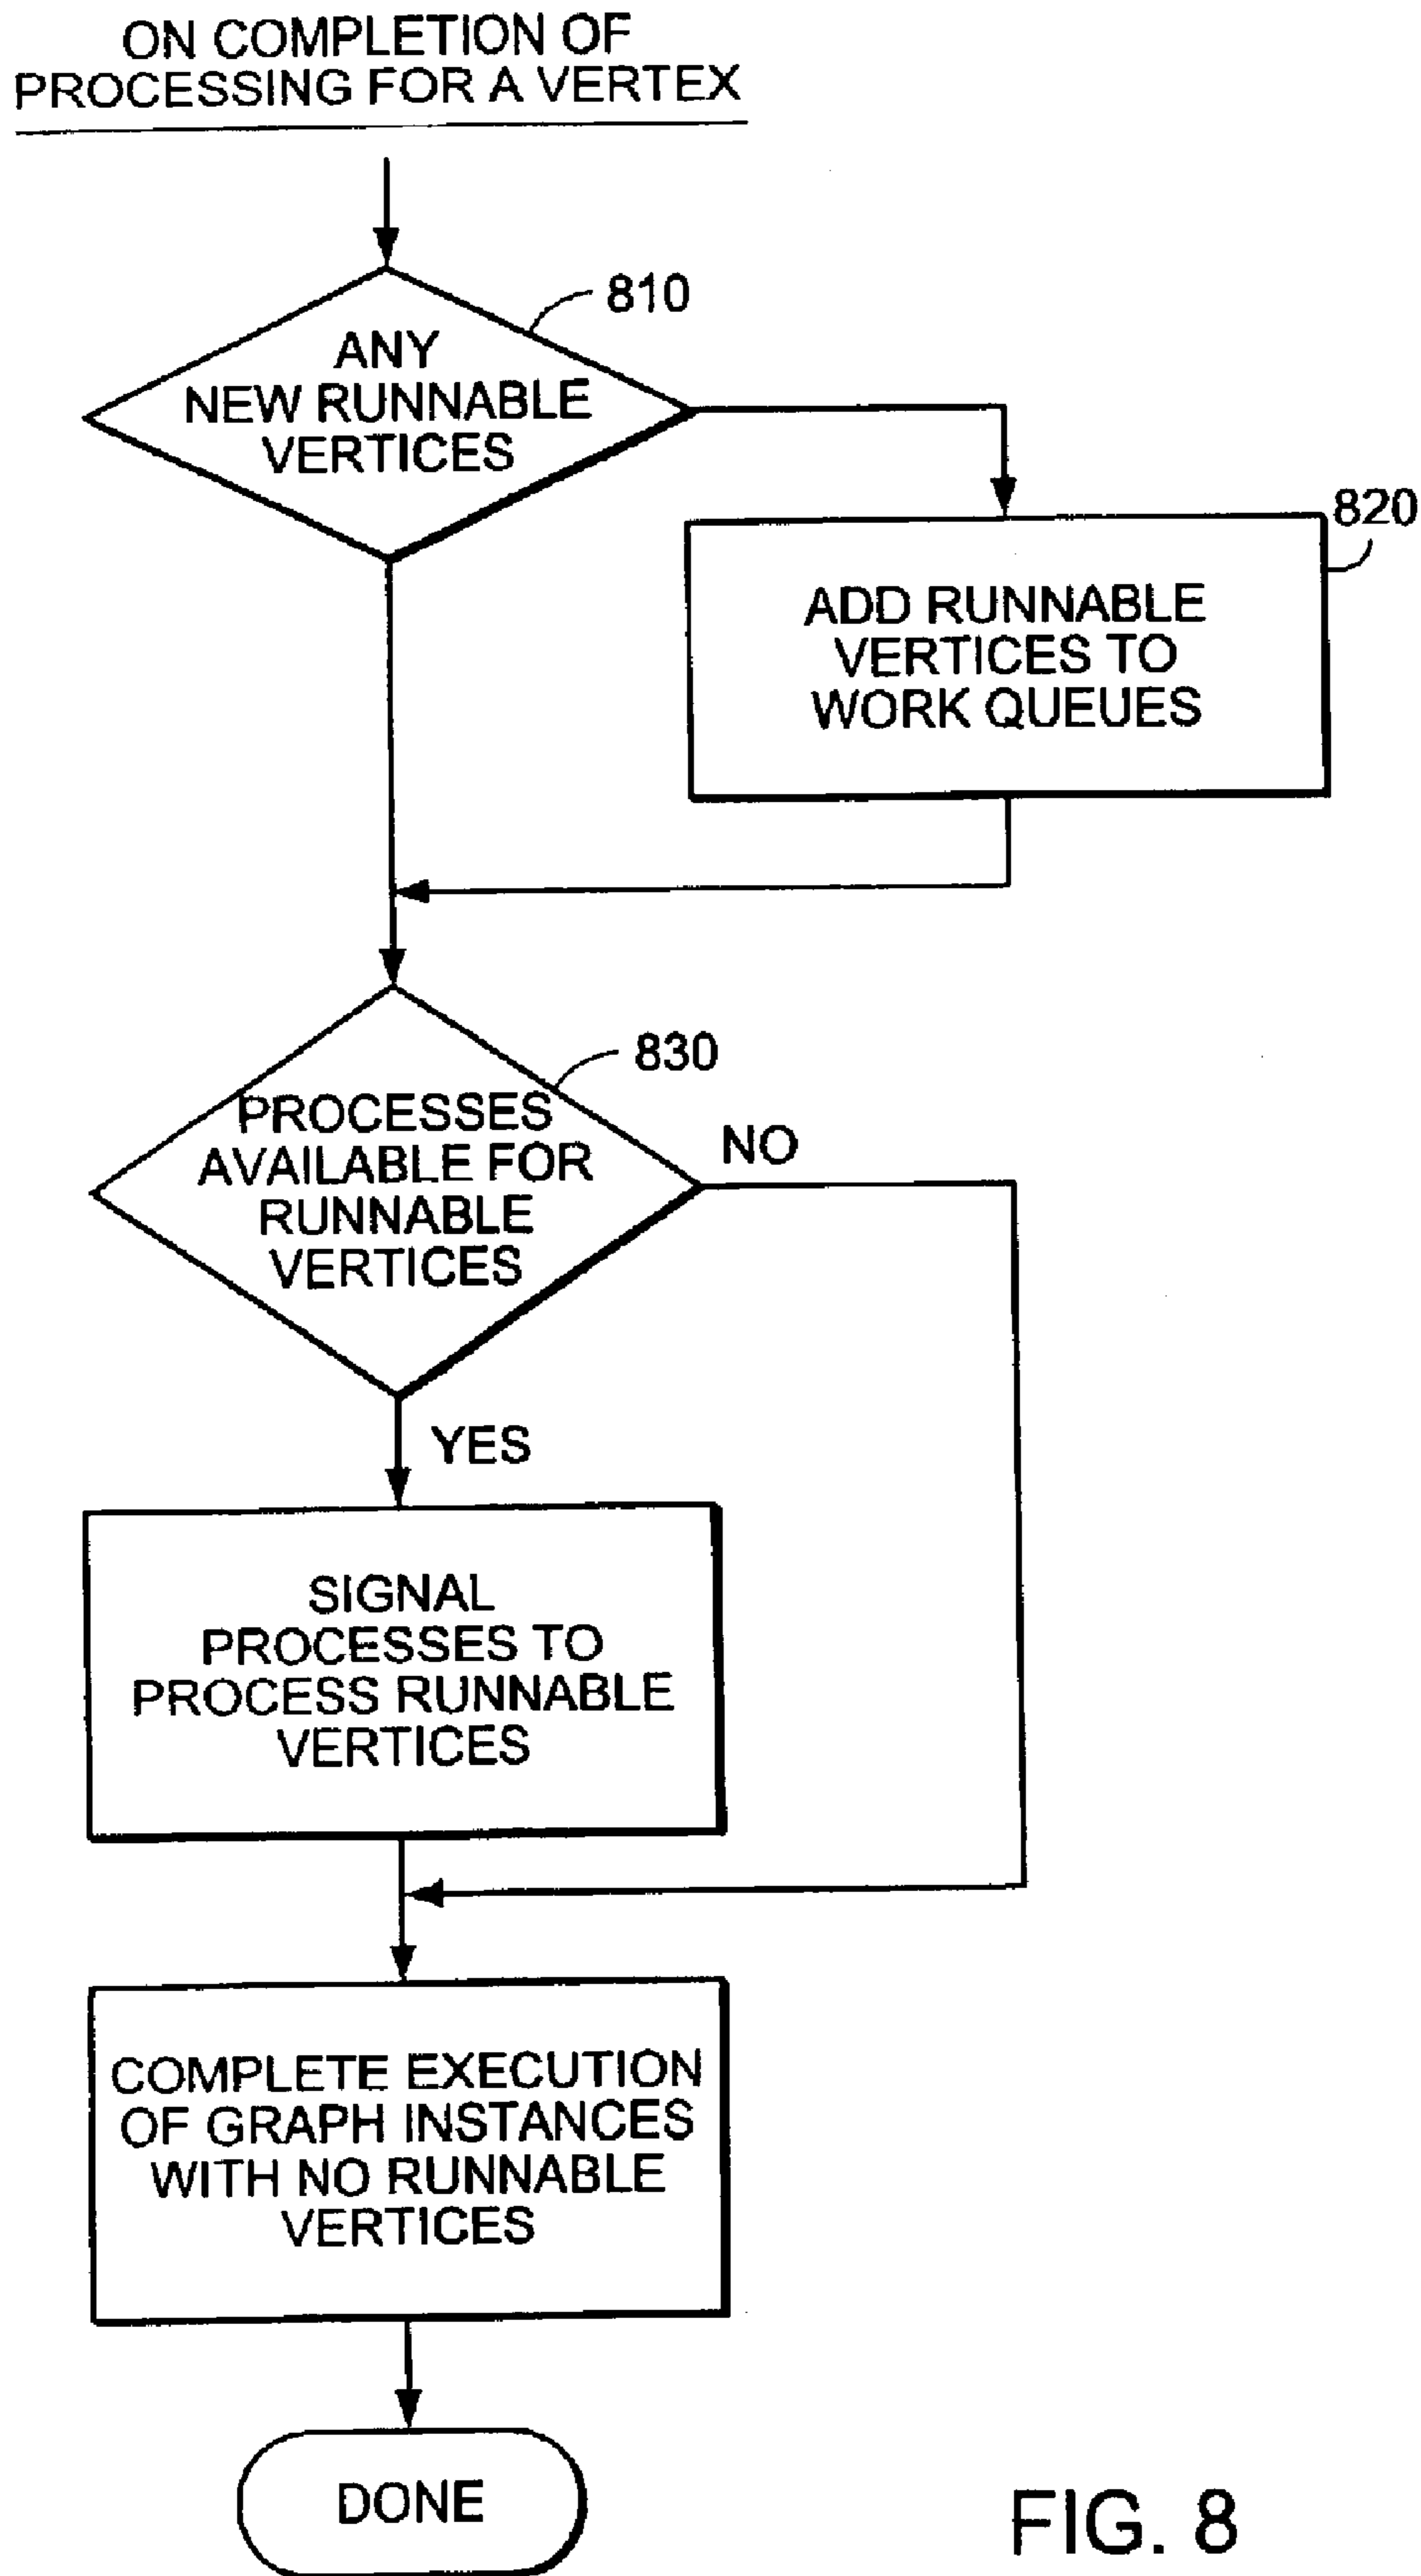 ON COMPLETION OF
PROCESSING FOR A VERTEX
810
ANY
NEW RUNNABLE
VERTICES
820
ADD RUNNABLE
VERTICES TO
WORK QUEUES
830
PROCESSES
AVAILABLE FOR
RUNNABLE
VERTICES
NO
YES
SIGNAL
PROCESSES TO
PROCESS RUNNABLE
VERTICES
COMPLETE EXECUTION
OF GRAPH INSTANCES
WITH NO RUNNABLE
VERTICES
DONE
FIG. 8